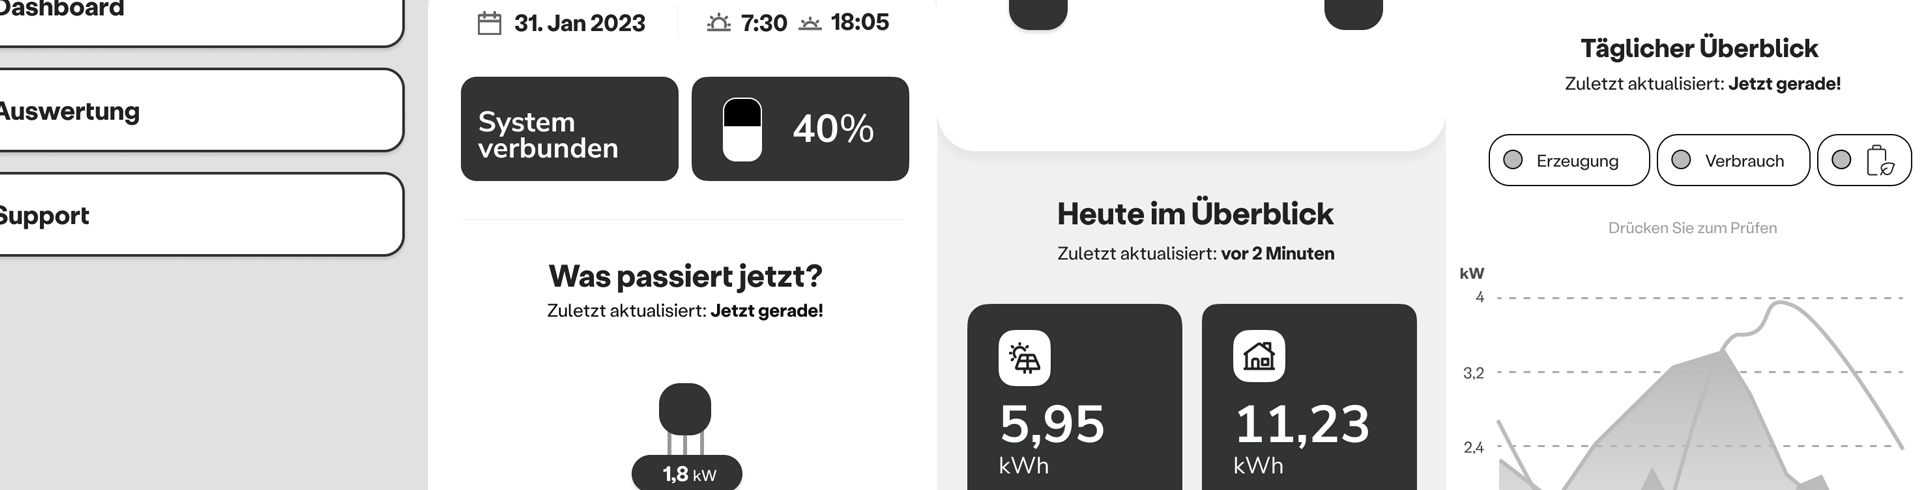 Dashboard
Auswertung
Support
31. Jan 2023
7:30
18:05
System
verbunden
40%
Was passiert jetzt?
Zuletzt aktualisiert: Jetzt gerade!
1,8 kW
Heute im Überblick
Zuletzt aktualisiert: vor 2 Minuten
5,95
kWh
11,23
kWh
Täglicher Überblick
Zuletzt aktualisiert: Jetzt gerade!
Erzeugung
Verbrauch
Drücken Sie zum Prüfen
kW
4
3,2
2,4